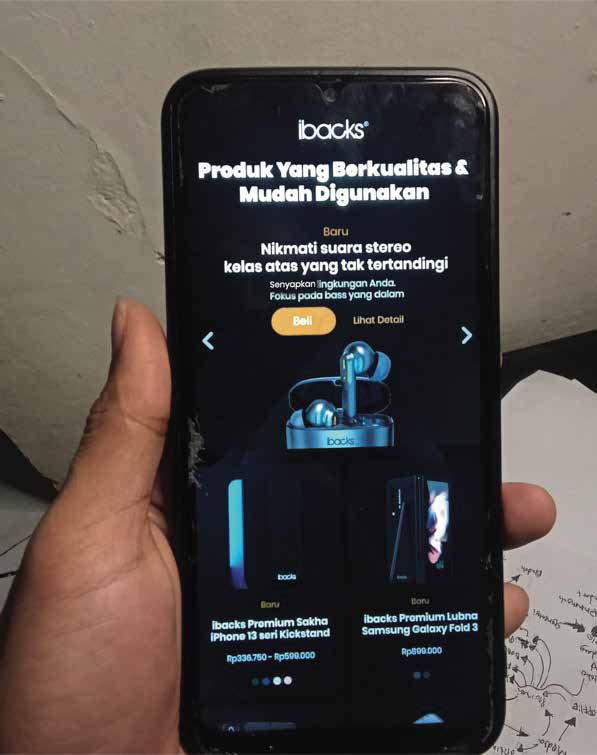 ibacks®
Produk Yang Berkualitas &
Mudah Digunakan
Baru
Nikmati suara stereo
kelas atas yang tak tertandingi
Senyapkan lingkungan Anda.
Fokus pada bass yang dalam
Beli
Lihat Detail
ibacks
ibacks
ibacks
Baru
ibacks Premium Sakha
iPhone 13 seri Kickstand
Rp336.750 - Rp599.000
Baru
ibacks Premium Lubna
Samsung Galaxy Fold 3
Rp899.000